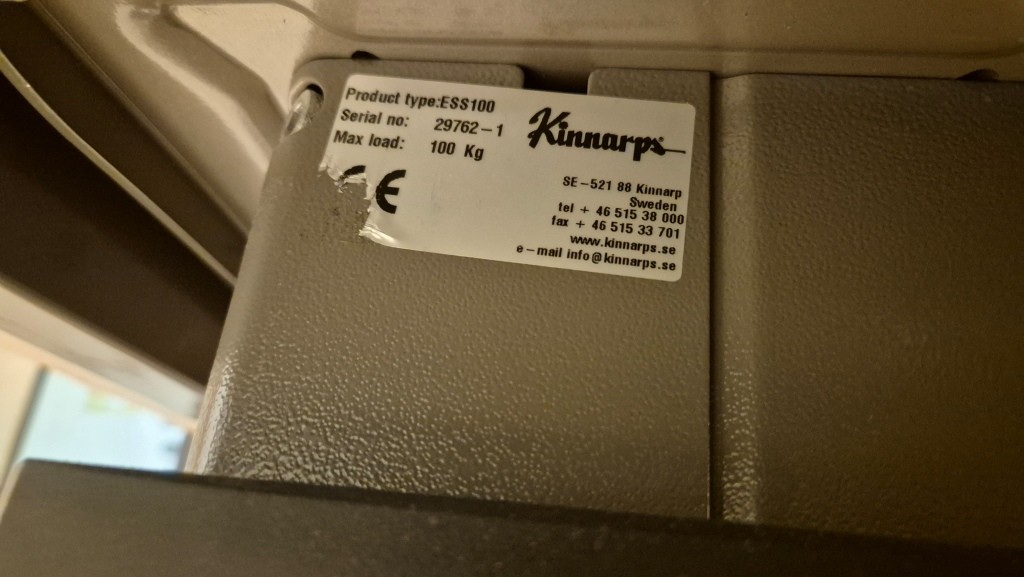 Product type:ESS100
Serial no: 29762-1
Max load: 100 Kg
CE
Kinnarps
SE-521 88 Kinnarp
Sweden
tel + 46 515 38 000
fax + 46 515 33 701
www.kinnarps.se
e-mail info@kinnarps.se